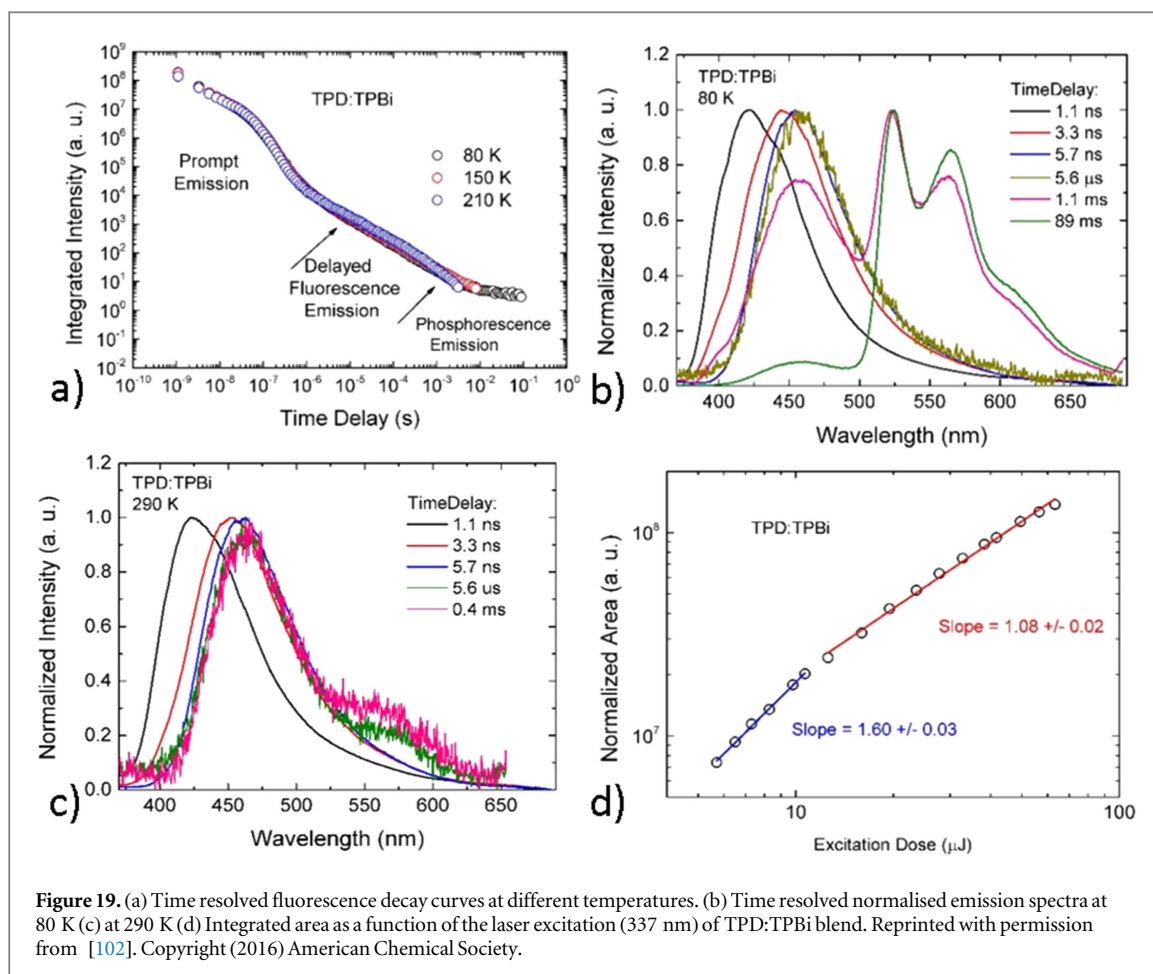 10⁹
10⁸
10⁷
10⁶
10⁵
10⁴
10³
10²
10¹
10⁰
10⁻¹
10⁻²
Integrated Intensity (a. u.)
TPD:TPBi
Prompt
Emission
80 K
150 K
210 K
Delayed
Fluorescence
Emission
Phosphorescence
Emission
10⁻¹⁰ 10⁻⁹ 10⁻⁸ 10⁻⁷ 10⁻⁶ 10⁻⁵ 10⁻⁴ 10⁻³ 10⁻² 10⁻¹ 10⁰
Time Delay (s)
a)
1.2
1.0
0.8
0.6
0.4
0.2
0.0
Normalized Intensity (a. u.)
TPD:TPBi
80 K
TimeDelay:
1.1 ns
3.3 ns
5.7 ns
5.6 μs
1.1 ms
89 ms
400 450 500 550 600 650
Wavelength (nm)
b)
1.2
1.0
0.8
0.6
0.4
0.2
0.0
Normalized Intensity (a. u.)
TPD:TPBi
290 K
TimeDelay:
1.1 ns
3.3 ns
5.7 ns
5.6 us
0.4 ms
400 450 500 550 600 650
Wavelength (nm)
c)
10⁸
10⁷
Normalized Area (a. u.)
TPD:TPBi
Slope = 1.08 +/- 0.02
Slope = 1.60 +/- 0.03
10 100
Excitation Dose (μJ)
d)
Figure 19. (a) Time resolved fluorescence decay curves at different temperatures. (b) Time resolved normalised emission spectra at
80 K (c) at 290 K (d) Integrated area as a function of the laser excitation (337 nm) of TPD:TPBi blend. Reprinted with permission
from [102]. Copyright (2016) American Chemical Society.